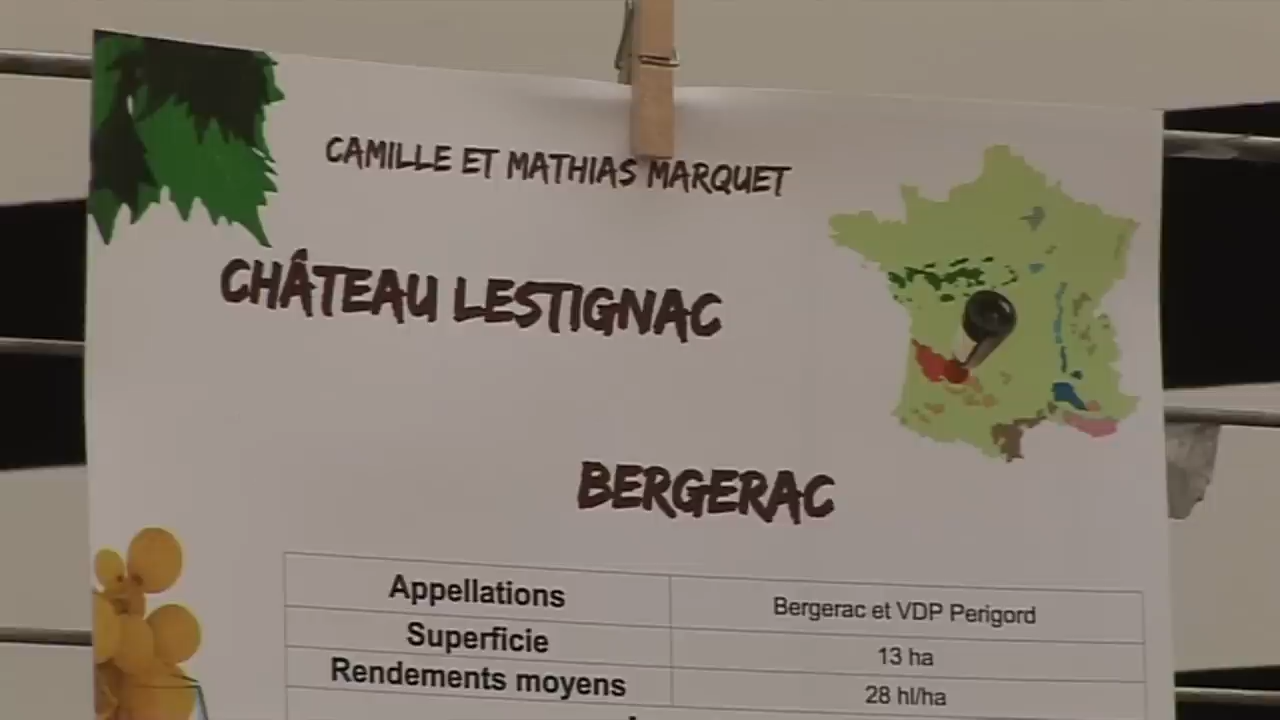 CAMILLE ET MATHIAS MARQUET
CHÂTEAU LESTIGNAC
BERGERAC
Appellations Bergerac et VDP Perigord
Superficie 13 ha
Rendements moyens 28 hl/ha